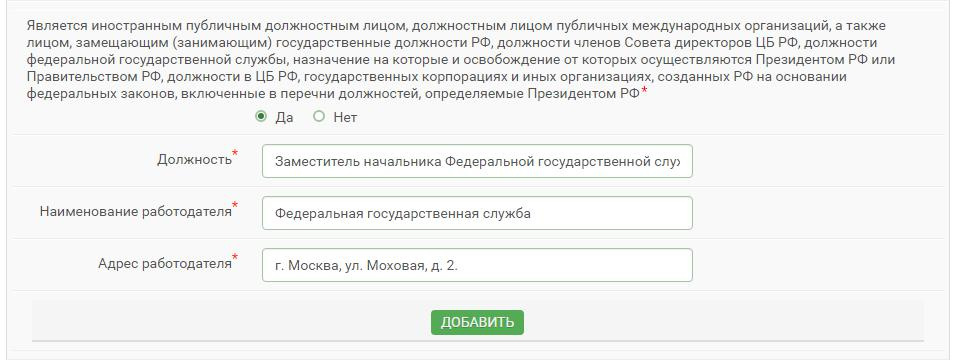 Является иностранным публичным должностным лицом, должностным лицом публичных международных организаций, а также
лицом, замещающим (занимающим) государственные должности РФ, должности членов Совета директоров ЦБ РФ, должности
федеральной государственной службы, назначение на которые и освобождение от которых осуществляются Президентом РФ или
Правительством РФ, должности в ЦБ РФ, государственных корпорациях и иных организациях, созданных РФ на основании
федеральных законов, включенные в перечни должностей, определяемые Президентом РФ*
Да Нет
Должность* Заместитель начальника Федеральной государственной слу
Наименование работодателя* Федеральная государственная служба
Адрес работодателя* г. Москва, ул. Моховая, д. 2.
ДОБАВИТЬ